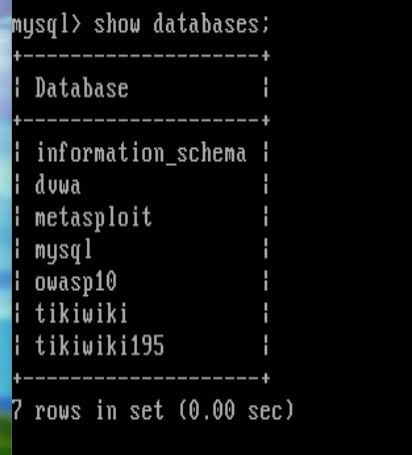 mysql> show databases;
+--------------------+
| Database           |
+--------------------+
| information_schema |
| dvwa               |
| metasploit         |
| mysql              |
| owasp10            |
| tikiwiki           |
| tikiwiki195        |
+--------------------+
7 rows in set (0.00 sec)